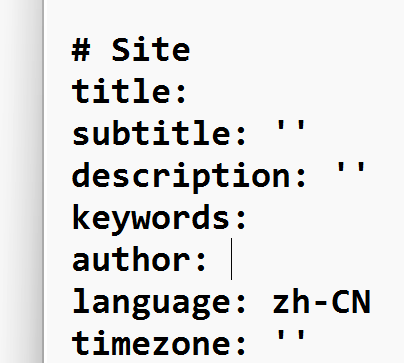 # Site
title:
subtitle: ''
description: ''
keywords:
author:
language: zh-CN
timezone: ''